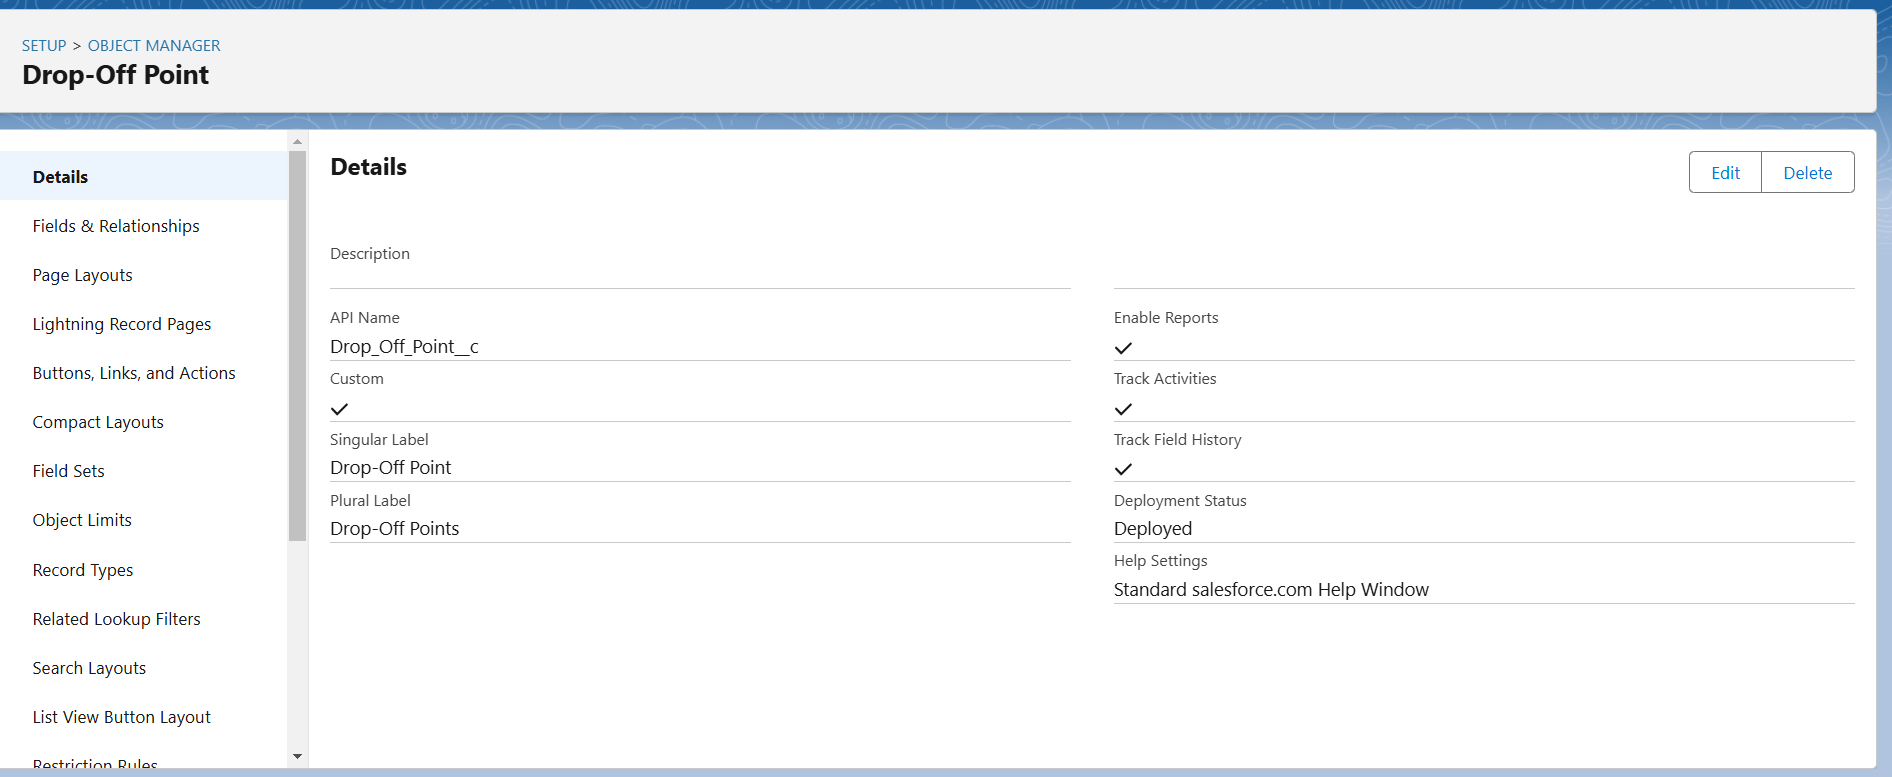 SETUP > OBJECT MANAGER
Drop-Off Point
Details
Fields & Relationships
Page Layouts
Lightning Record Pages
Buttons, Links, and Actions
Compact Layouts
Field Sets
Object Limits
Record Types
Related Lookup Filters
Search Layouts
List View Button Layout
Restriction Rules
Details
Edit
Delete
Description
API Name
Drop_Off_Point__c
Custom
Singular Label
Drop-Off Point
Plural Label
Drop-Off Points
Enable Reports
Track Activities
Track Field History
Deployment Status
Deployed
Help Settings
Standard salesforce.com Help Window